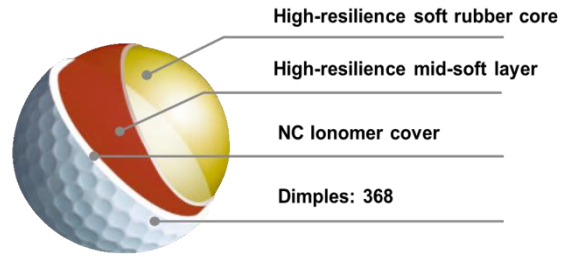 High-resilience soft rubber core
High-resilience mid-soft layer
NC Ionomer cover
Dimples: 368